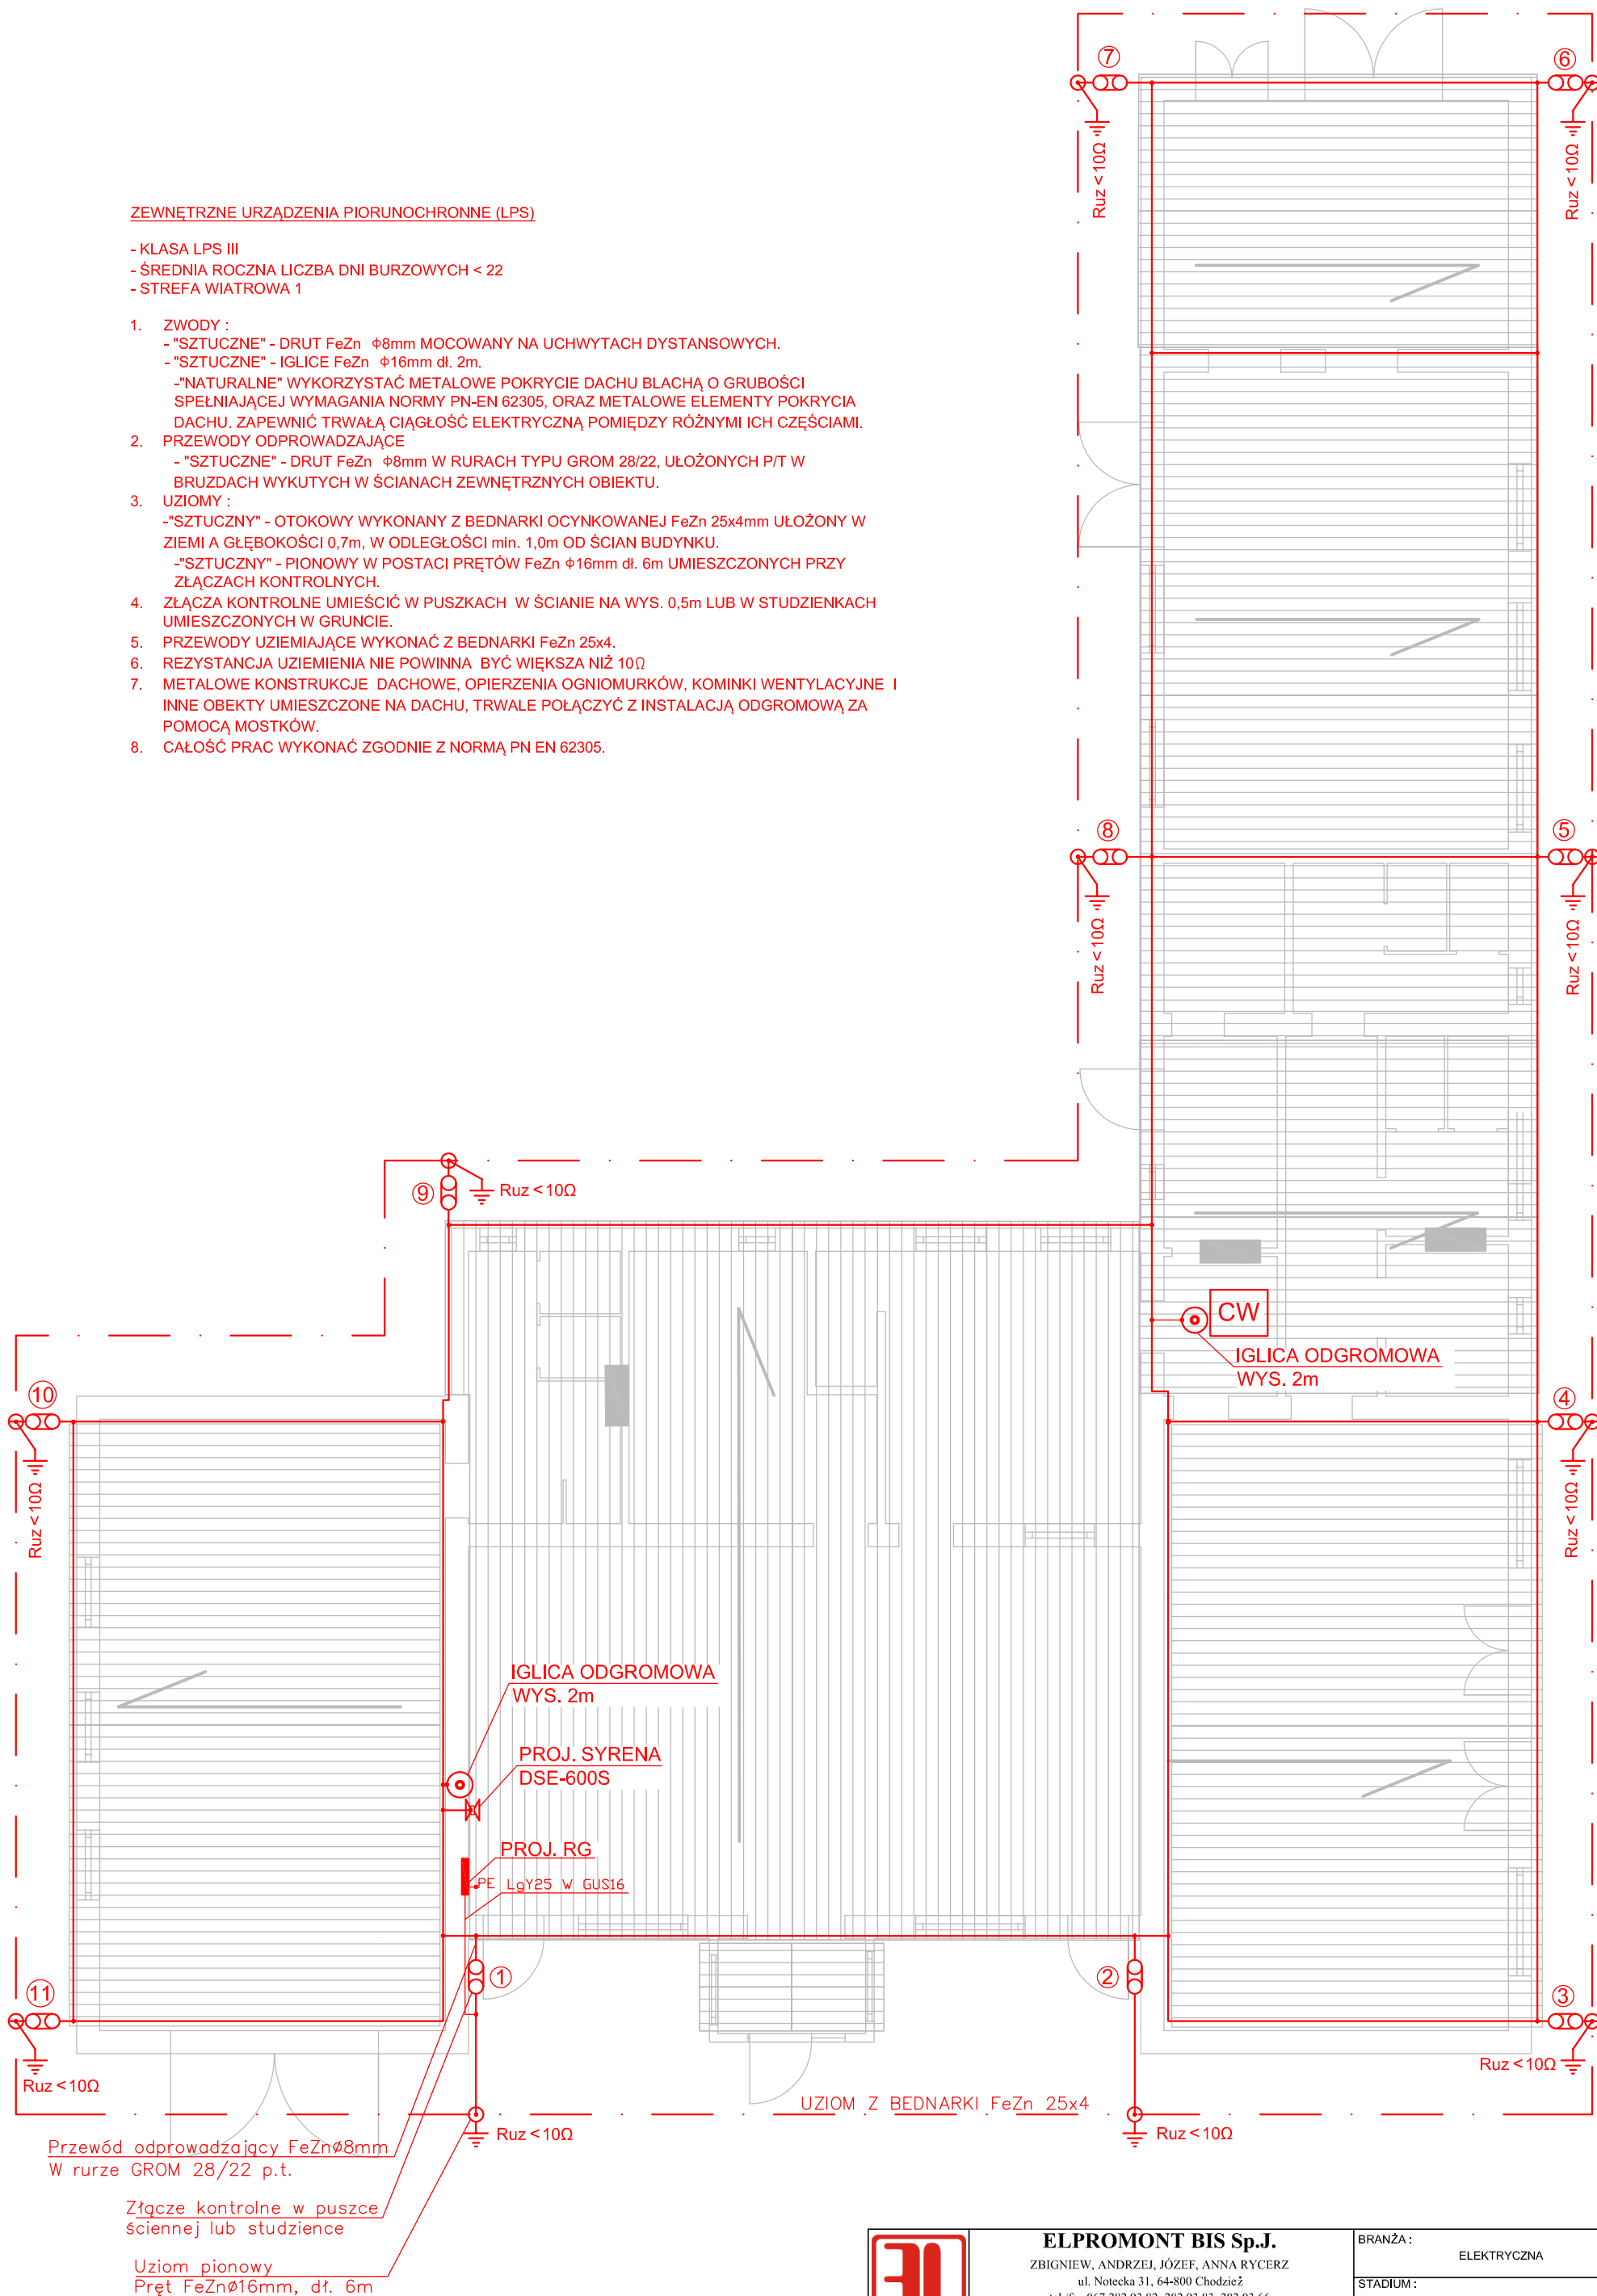 ZEWNĘTRZNE URZĄDZENIA PIORUNOCHRONNE (LPS)
- KLASA LPS III
- ŚREDNIA ROCZNA LICZBA DNI BURZOWYCH < 22
- STREFA WIATROWA 1
1. ZWODY :
- "SZTUCZNE" - DRUT FeZn Φ8mm MOCOWANY NA UCHWYTACH DYSTANSOWYCH.
- "SZTUCZNE" - IGLICE FeZn Φ16mm dł. 2m.
-"NATURALNE" WYKORZYSTAĆ METALOWE POKRYCIE DACHU BLACHĄ O GRUBOŚCI
SPEŁNIAJĄCEJ WYMAGANIA NORMY PN-EN 62305, ORAZ METALOWE ELEMENTY POKRYCIA
DACHU. ZAPEWNIĆ TRWAŁĄ CIĄGŁOŚĆ ELEKTRYCZNĄ POMIĘDZY RÓŻNYMI ICH CZĘŚCIAMI.
2. PRZEWODY ODPROWADZAJĄCE
- "SZTUCZNE" - DRUT FeZn Φ8mm W RURACH TYPU GROM 28/22, UŁOŻONYCH P/T W
BRUZDACH WYKUTYCH W ŚCIANACH ZEWNĘTRZNYCH OBIEKTU.
3. UZIOMY :
-"SZTUCZNY" - OTOKOWY WYKONANY Z BEDNARKI OCYNKOWANEJ FeZn 25x4mm UŁOŻONY W
ZIEMI A GŁĘBOKOŚCI 0,7m, W ODLEGŁOŚCI min. 1,0m OD ŚCIAN BUDYNKU.
-"SZTUCZNY" - PIONOWY W POSTACI PRĘTÓW FeZn Φ16mm dł. 6m UMIESZCZONYCH PRZY
ZŁĄCZACH KONTROLNYCH.
4. ZŁĄCZA KONTROLNE UMIEŚCIĆ W PUSZKACH W ŚCIANIE NA WYS. 0,5m LUB W STUDZIENKACH
UMIESZCZONYCH W GRUNCIE.
5. PRZEWODY UZIEMIAJĄCE WYKONAĆ Z BEDNARKI FeZn 25x4.
6. REZYSTANCJA UZIEMIENIA NIE POWINNA BYĆ WIĘKSZA NIŻ 10Ω
7. METALOWE KONSTRUKCJE DACHOWE, OPIERZENIA OGNIOMURKÓW, KOMINKI WENTYLACYJNE I
INNE OBEKTY UMIESZCZONE NA DACHU, TRWALE POŁĄCZYĆ Z INSTALACJĄ ODGROMOWĄ ZA
POMOCĄ MOSTKÓW.
8. CAŁOŚĆ PRAC WYKONAĆ ZGODNIE Z NORMĄ PN EN 62305.
7
6
Ruz<10Ω
Ruz<10Ω
8
5
Ruz<10Ω
Ruz<10Ω
9
Ruz<10Ω
CW
IGLICA ODGROMOWA
WYS. 2m
10
4
Ruz<10Ω
Ruz<10Ω
IGLICA ODGROMOWA
WYS. 2m
PROJ. SYRENA
DSE-600S
PROJ. RG
PE LgY25 W GUS16
1
2
11
3
Ruz<10Ω
Ruz<10Ω
UZIOM Z BEDNARKI FeZn 25x4
Ruz<10Ω
Ruz<10Ω
Przewód odprowadzający FeZnø8mm
W rurze GROM 28/22 p.t.
Złącze kontrolne w puszce
ściennej lub studzience
Uziom pionowy
Pręt FeZnø16mm, dł. 6m
ELPROMONT BIS Sp.J.
ZBIGNIEW, ANDRZEJ, JÓZEF, ANNA RYCERZ
ul. Notecka 31, 64-800 Chodzież
BRANŻA :
ELEKTRYCZNA
STADIUM :